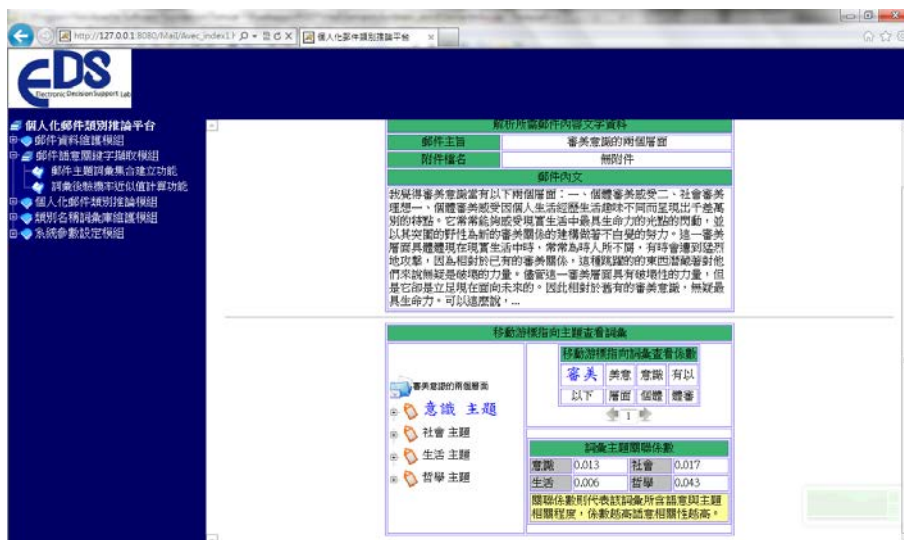 http://127.0.0.1:8080/Mail/Avec_index1.h
個人化郵件類別推論平台
EDS
Electronic Decision Support Lab
個人化郵件類別推論平台
郵件資料維護模組
郵件語意關鍵字擷取模組
郵件主題詞彙集合建立功能
詞彙後驗機率近似值計算功能
個人化郵件類別推論模組
類別名稱詞彙庫維護模組
系統參數設定模組
解析所需郵件內容文字資料
郵件主旨 審美意識的兩個層面
附件檔名 無附件
郵件內文
我覺得審美意識當有以下兩個層面：一、個體審美感受二、社會審美
理想一、個體審美感受因個人生活經歷生活趣味不同而呈現出千差萬
別的特點。它常常能夠感受現實生活中最具生命力的光點的閃動，並
以其突圍的野性為新的審美關係的建構做著不自覺的努力。這一審美
層面具體體現在現實生活中時，常常為時人所不屑，有時會遭到猛烈
地攻擊，因為相對於已有的審美關係，這種跳躍的的東西潛藏著對他
們來說無疑是破壞的力量。儘管這一審美層面具有破壞性的力量，但
是它卻是立足現在面向未來的。因此相對於舊有的審美意識，無疑最
具生命力。可以這麼說，...
移動游標指向主題查看詞彙
審美意識的兩個層面
意識 主題
社會 主題
生活 主題
哲學 主題
移動游標指向詞彙查看係數
審美 美意 意識 有以
以下 層面 個體 體審
1
詞彙主題關聯係數
意識 0.013 社會 0.017
生活 0.006 哲學 0.043
關聯係數則代表該詞彙所含語意與主題
相關程度，係數越高語意相關性越高。